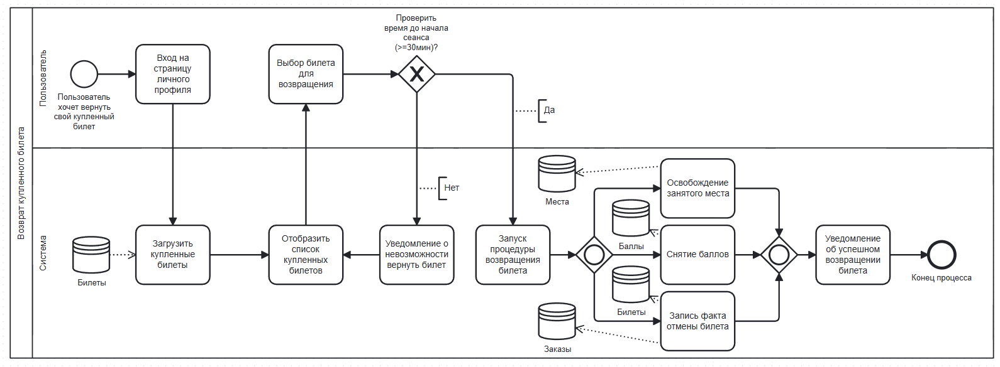 Возврат купленного билета
Пользователь
Пользователь
хочет вернуть
свой купленный
билет
Вход на
страницу
личного
профиля
Выбор билета
для
возвращения
Проверить
время до начала
сеанса
(>=30мин)?
Да
Нет
Система
Билеты
Загрузить
купленные
билеты
Отобразить
список
купленных
билетов
Уведомление о
невозможности
вернуть билет
Запуск
процедуры
возвращения
билета
Места
Баллы
Билеты
Заказы
Освобождение
занятого места
Снятие баллов
Запись факта
отмены билета
Уведомление
об успешном
возвращении
билета
Конец процесса